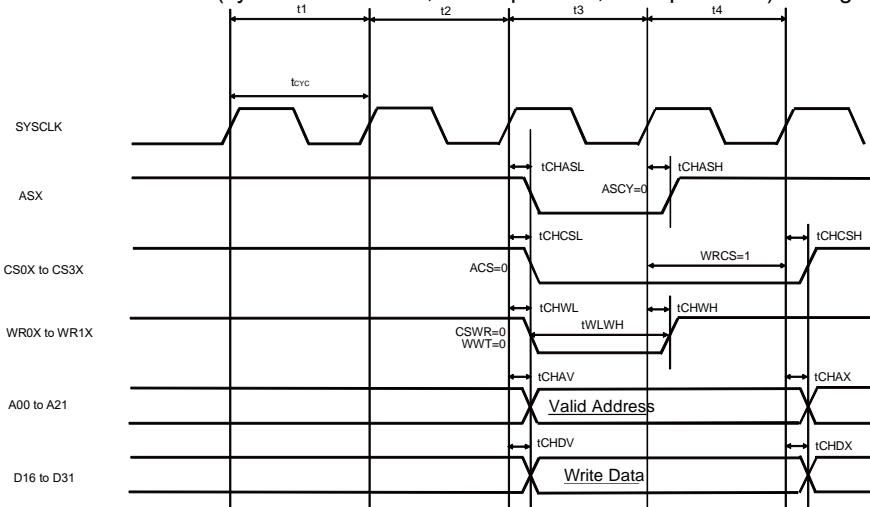 t1 t2 t3 t4
tCYC
SYSCLK
tCHASL tCHASH
ASX
ASCY=0
tCHCSL tCHCSH
CS0X to CS3X
ACS=0
WRCS=1
tCHWL tCHWH
WR0X to WR1X
CSWR=0
WWT=0
tWLWH
tCHAV tCHAX
A00 to A21
Valid Address
tCHDV tCHDX
D16 to D31
Write Data